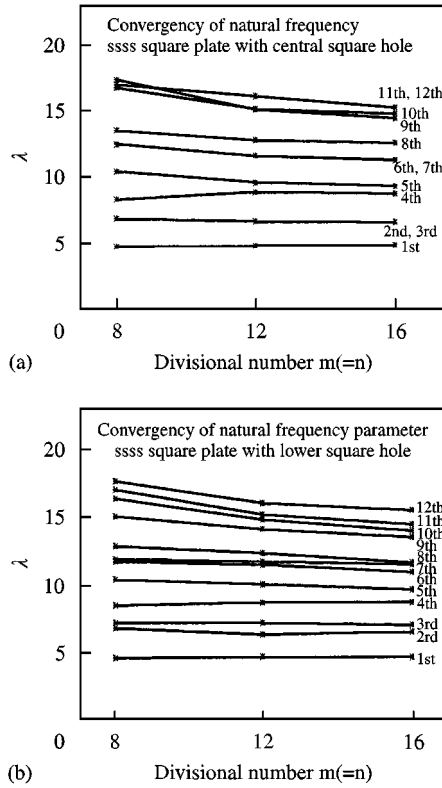 Convergency of natural frequency
ssss square plate with central square hole
20
15
10
5
0
λ
11th, 12th
10th
9th
8th
6th, 7th
5th
4th
2nd, 3rd
1st
8 12 16
(a) Divisional number m(=n)
Convergency of natural frequency parameter
ssss square plate with lower square hole
20
15
10
5
0
λ
12th
11th
10th
9th
8th
7th
6th
5th
4th
3rd
2nd
1st
8 12 16
(b) Divisional number m(=n)